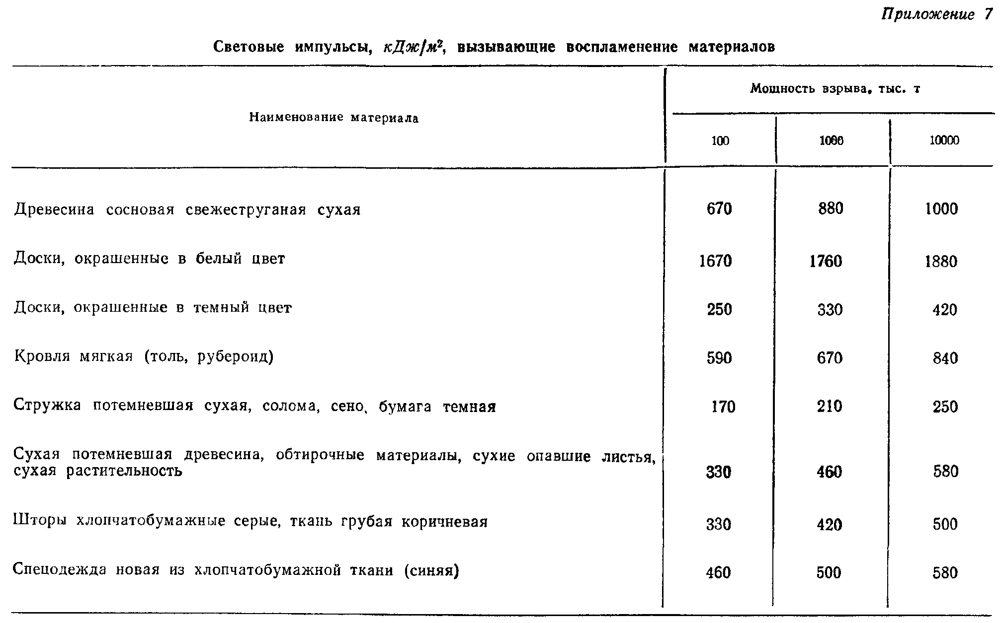 Приложение 7
Световые импульсы, кДж/м², вызывающие воспламенение материалов
Наименование материала
Мощность взрыва, тыс. т
100 1000 10000
Древесина сосновая свежеструганая сухая 670 880 1000
Доски, окрашенные в белый цвет 1670 1760 1880
Доски, окрашенные в темный цвет 250 330 420
Кровля мягкая (толь, рубероид) 590 670 840
Стружка потемневшая сухая, солома, сено, бумага темная 170 210 250
Сухая потемневшая древесина, обтирочные материалы, сухие опавшие листья,
сухая растительность 330 460 580
Шторы хлопчатобумажные серые, ткань грубая коричневая 330 420 500
Спецодежда новая из хлопчатобумажной ткани (синяя) 460 500 580